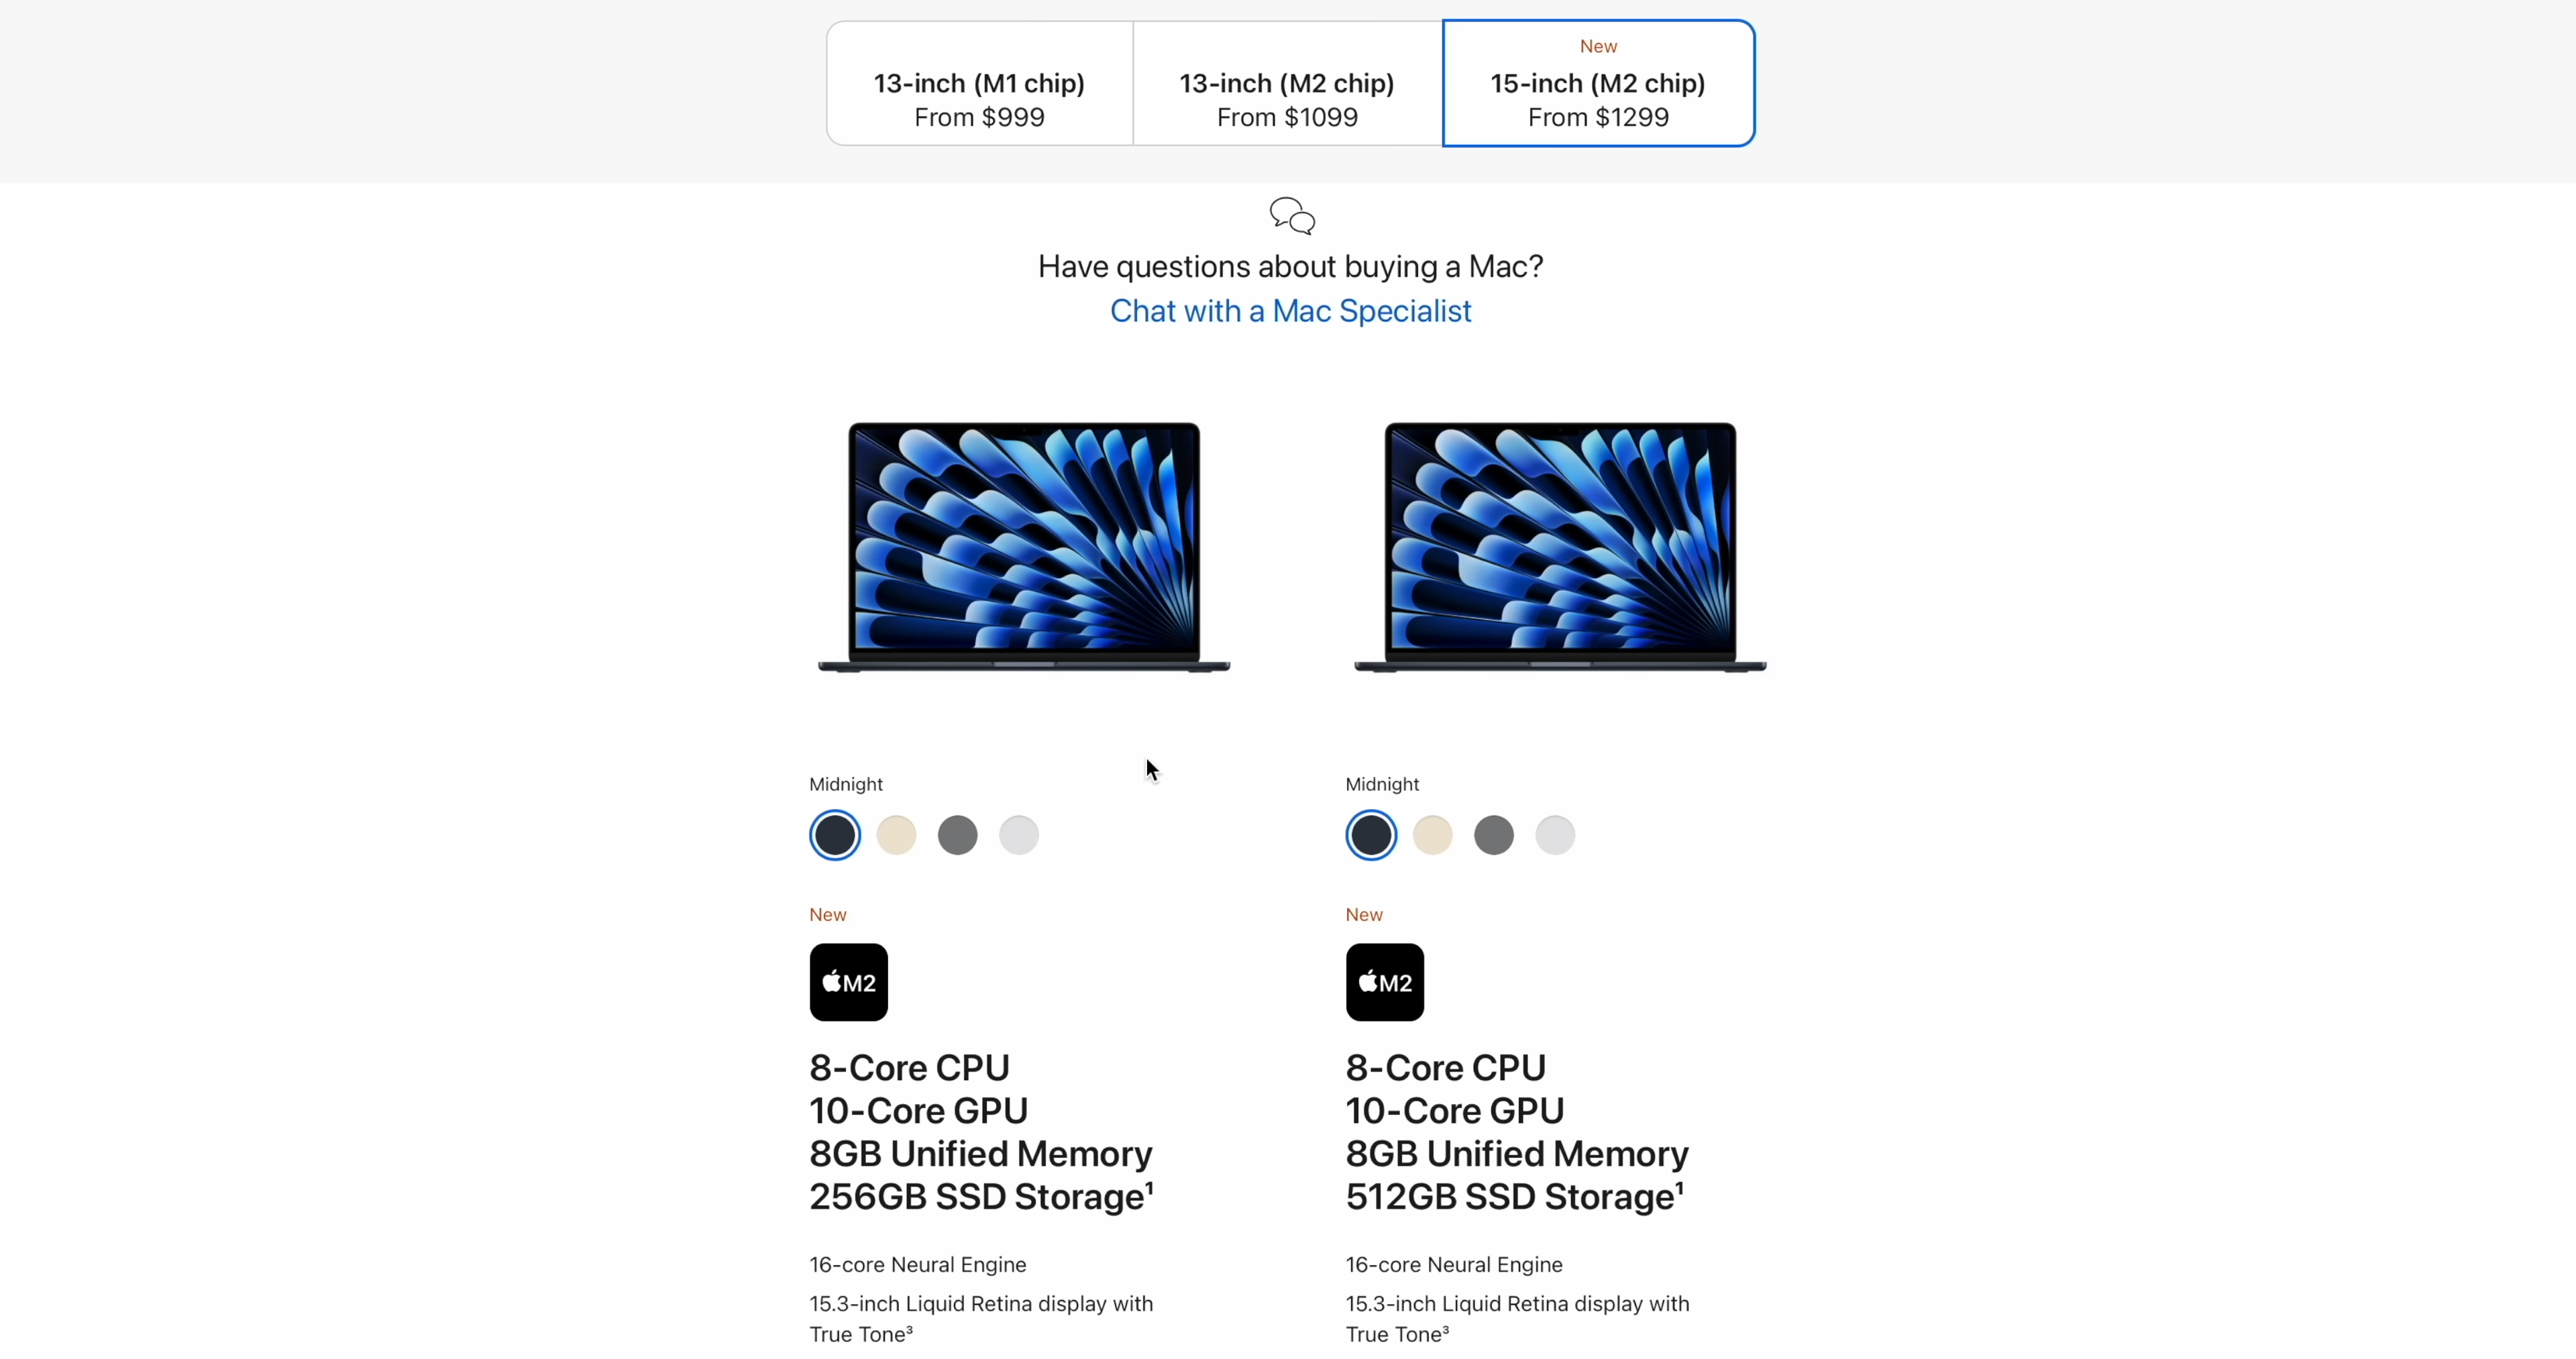 13-inch (M1 chip)
From $999
13-inch (M2 chip)
From $1099
New
15-inch (M2 chip)
From $1299
Have questions about buying a Mac?
Chat with a Mac Specialist
Midnight
New
M2
8-Core CPU
10-Core GPU
8GB Unified Memory
256GB SSD Storage¹
16-core Neural Engine
15.3-inch Liquid Retina display with
True Tone³
Midnight
New
M2
8-Core CPU
10-Core GPU
8GB Unified Memory
512GB SSD Storage¹
16-core Neural Engine
15.3-inch Liquid Retina display with
True Tone³